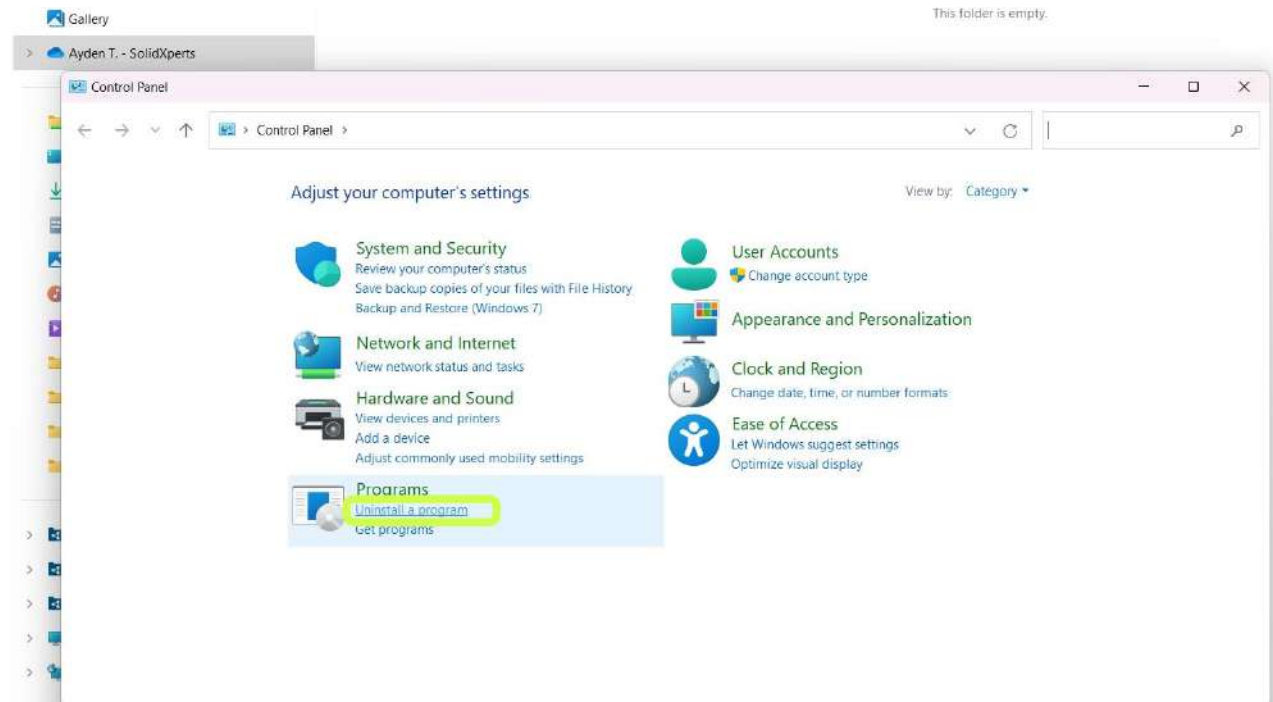 Gallery
This folder is empty.
Ayden T. - SolidXperts
Control Panel
Control Panel
Adjust your computer's settings
View by: Category
System and Security
Review your computer's status
Save backup copies of your files with File History
Backup and Restore (Windows 7)
Network and Internet
View network status and tasks
Hardware and Sound
View devices and printers
Add a device
Adjust commonly used mobility settings
Programs
Uninstall a program
Get programs
User Accounts
Change account type
Appearance and Personalization
Clock and Region
Change date, time, or number formats
Ease of Access
Let Windows suggest settings
Optimize visual display